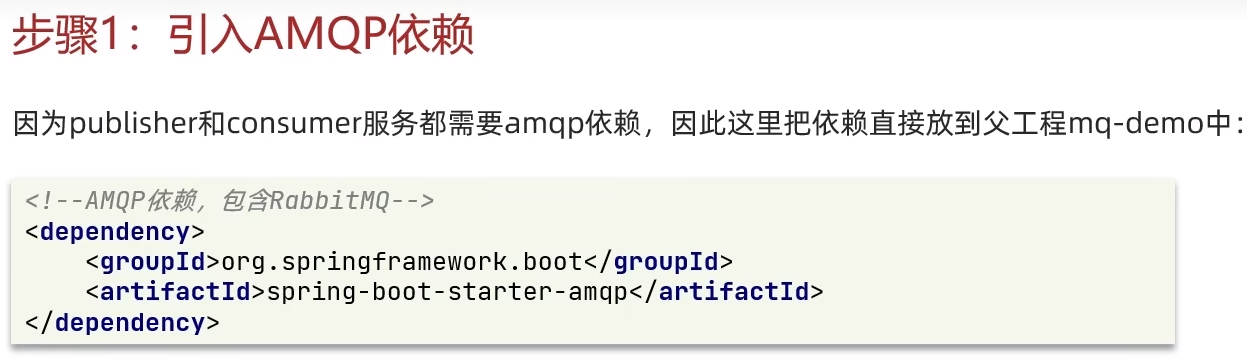 步骤1：引入AMQP依赖
因为publisher和consumer服务都需要amqp依赖，因此这里把依赖直接放到父工程mq-demo中：
<!--AMQP依赖，包含RabbitMQ-->
<dependency>
    <groupId>org.springframework.boot</groupId>
    <artifactId>spring-boot-starter-amqp</artifactId>
</dependency>